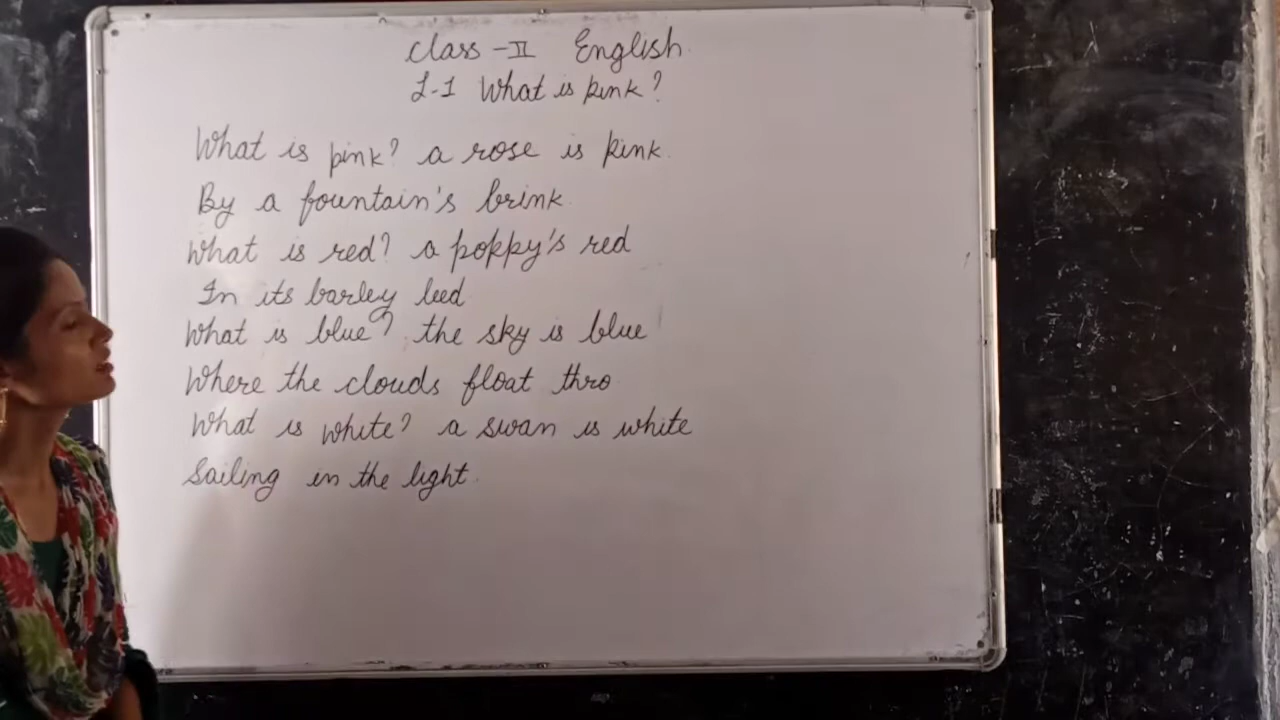 Class - II English
L-1 What is pink?
What is pink? a rose is pink.
By a fountain's brink.
What is red? a poppy's red
In its barley bed.
What is blue? the sky is blue
Where the clouds float thro.
What is white? a swan is white
Sailing in the light.